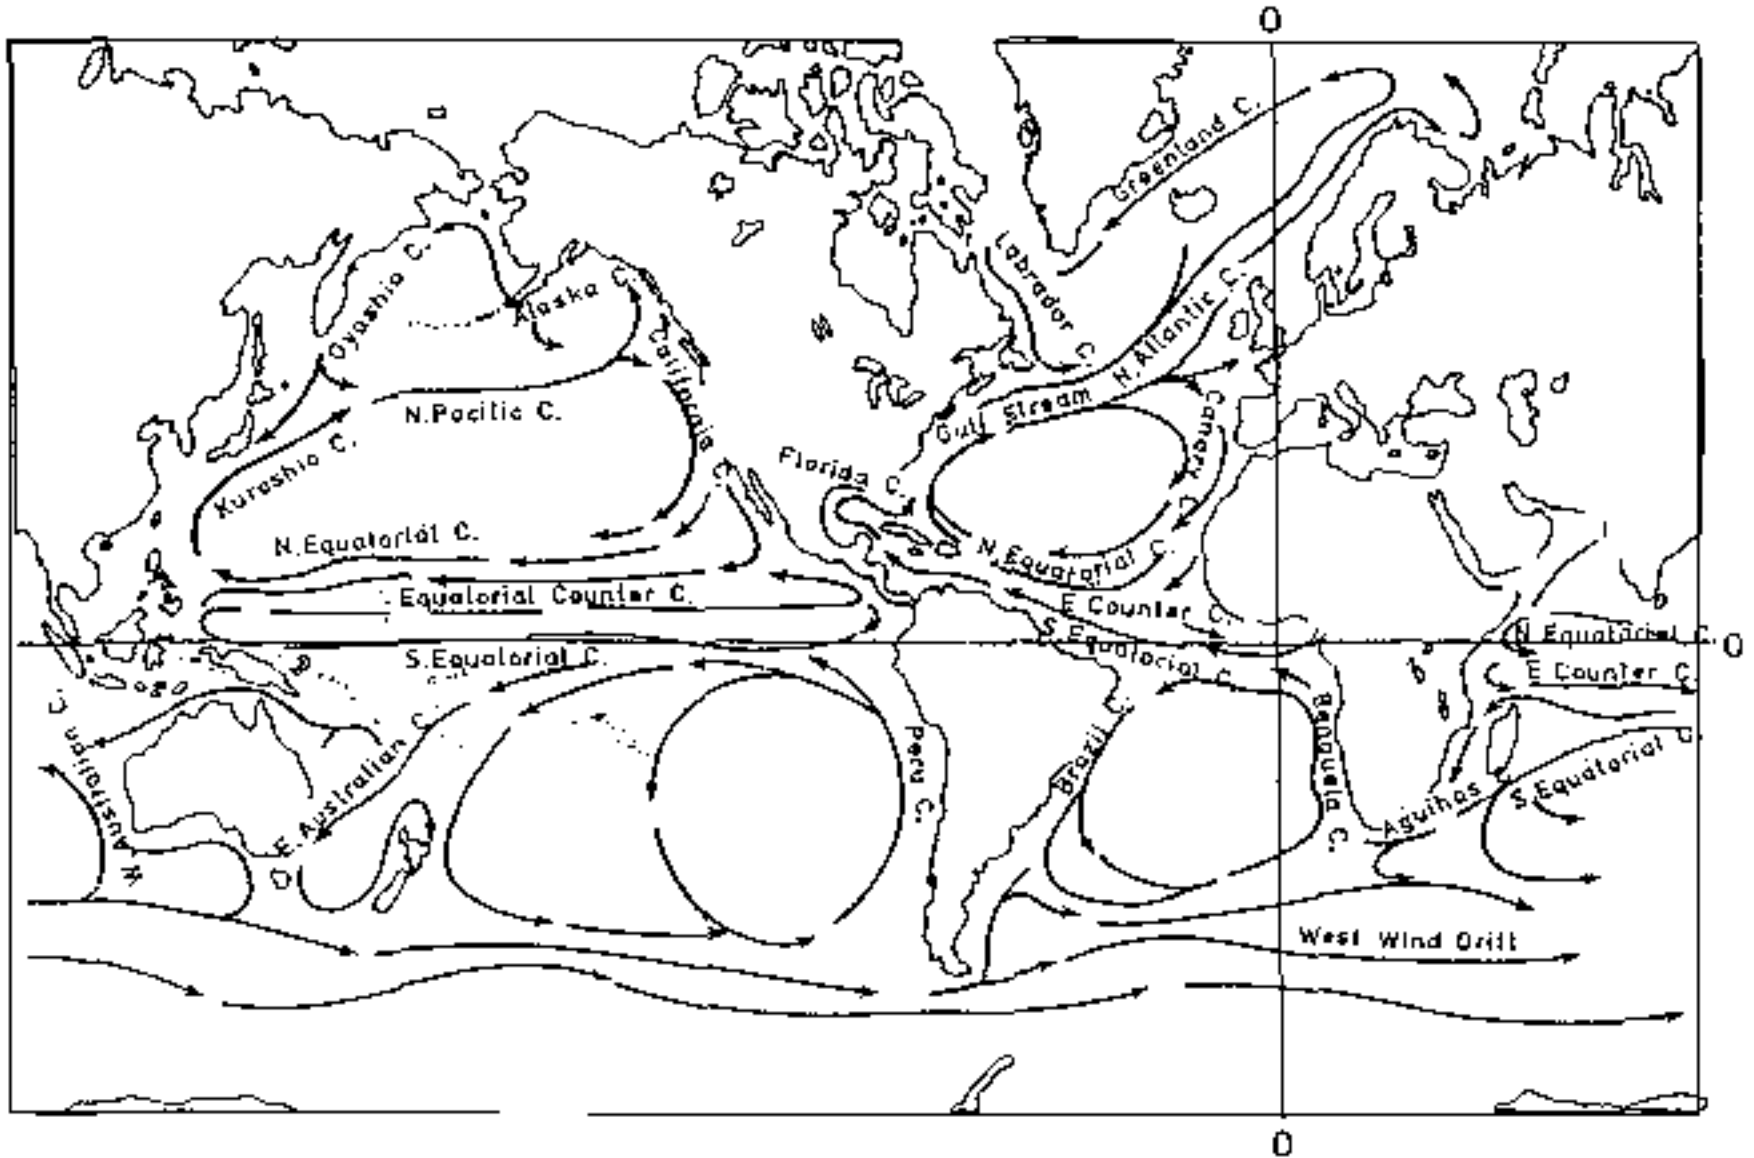 0
Greenland C.
Labrador C.
Oyashio C.
Alaska C.
N. Atlantic C.
California C.
N. Pacific C.
Gulf Stream
Canary C.
Florida C.
Kuroshio C.
N. Equatorial C.
N. Equatorial C.
Equatorial Counter C.
E Counter C.
S. Equatorial C.
N. Equatorial C.
0
S. Equatorial C.
E Counter C.
W. Australian C.
E. Australian C.
Peru C.
Brazil C.
Benguela C.
Aguihas
S. Equatorial C.
West Wind Drift
0